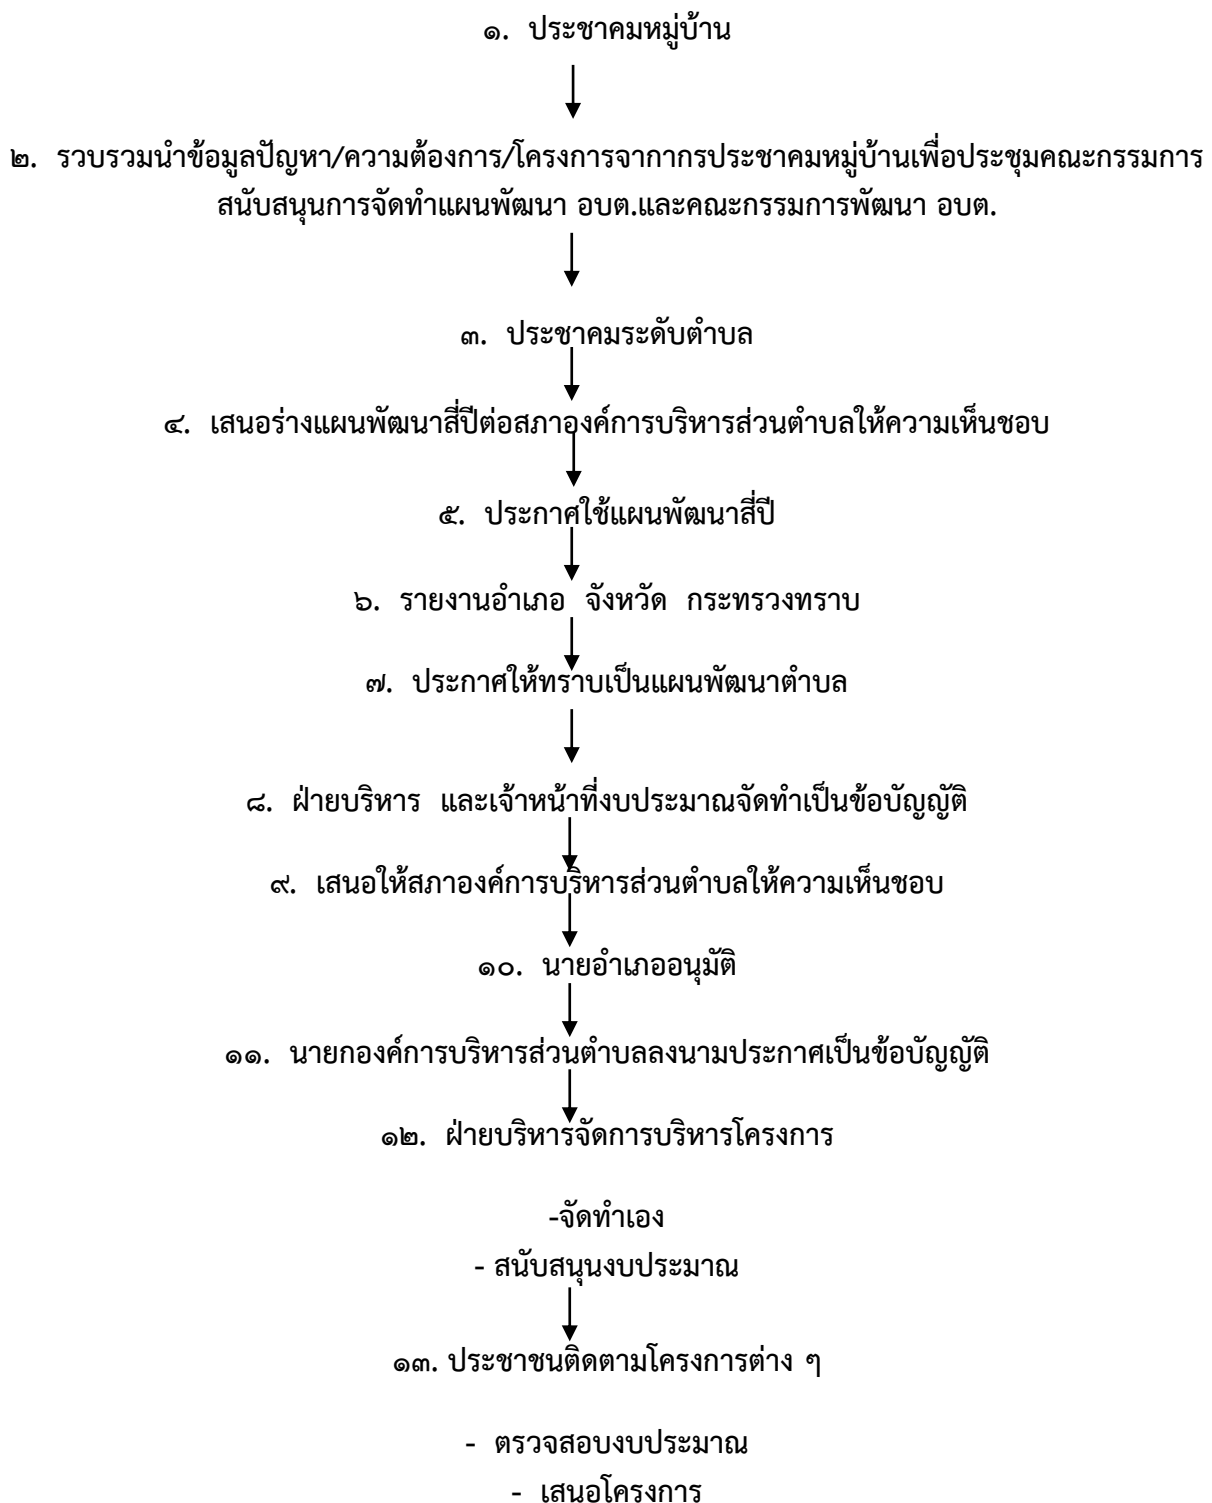 ๑. ประชาคมหมู่บ้าน
๒. รวบรวมนำข้อมูลปัญหา/ความต้องการ/โครงการจากากรประชาคมหมู่บ้านเพื่อประชุมคณะกรรมการ
สนับสนุนการจัดทำแผนพัฒนา อบต.และคณะกรรมการพัฒนา อบต.
๓. ประชาคมระดับตำบล
๔. เสนอร่างแผนพัฒนาสี่ปีต่อสภาองค์การบริหารส่วนตำบลให้ความเห็นชอบ
๕. ประกาศใช้แผนพัฒนาสี่ปี
๖. รายงานอำเภอ จังหวัด กระทรวงทราบ
๗. ประกาศให้ทราบเป็นแผนพัฒนาตำบล
๘. ฝ่ายบริหาร และเจ้าหน้าที่งบประมาณจัดทำเป็นข้อบัญญัติ
๙. เสนอให้สภาองค์การบริหารส่วนตำบลให้ความเห็นชอบ
๑๐. นายอำเภออนุมัติ
๑๑. นายกองค์การบริหารส่วนตำบลลงนามประกาศเป็นข้อบัญญัติ
๑๒. ฝ่ายบริหารจัดการบริหารโครงการ
-จัดทำเอง
- สนับสนุนงบประมาณ
๑๓. ประชาชนติดตามโครงการต่าง ๆ
- ตรวจสอบงบประมาณ
- เสนอโครงการ